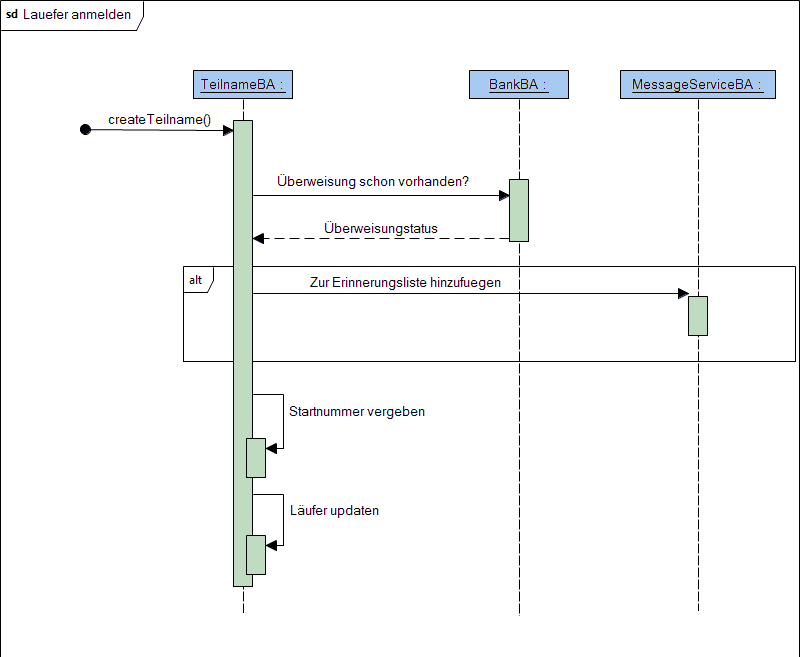 sd Lauefer anmelden
TeilnameBA :
BankBA :
MessageServiceBA :
createTeilname()
Überweisung schon vorhanden?
Überweisungstatus
alt
Zur Erinnerungsliste hinzufuegen
Startnummer vergeben
Läufer updaten